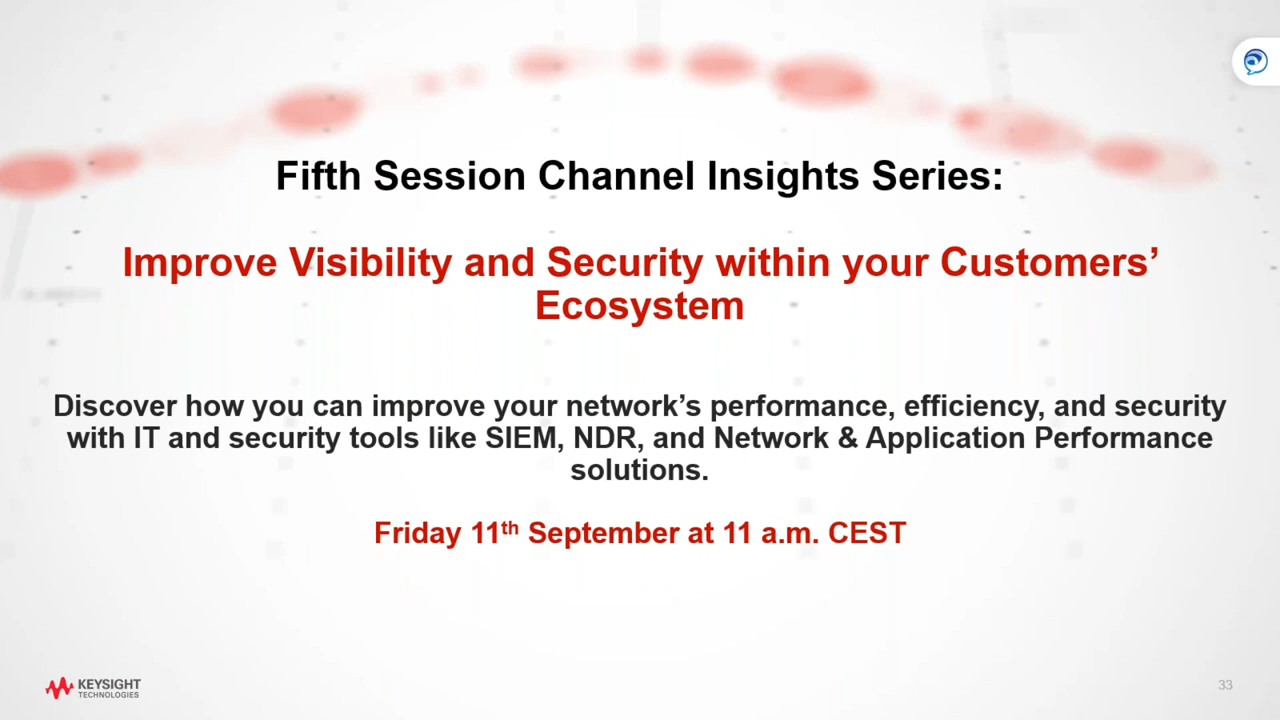 Fifth Session Channel Insights Series:
Improve Visibility and Security within your Customers’
Ecosystem
Discover how you can improve your network’s performance, efficiency, and security
with IT and security tools like SIEM, NDR, and Network & Application Performance
solutions.
Friday 11th September at 11 a.m. CEST
KEYSIGHT
TECHNOLOGIES
33